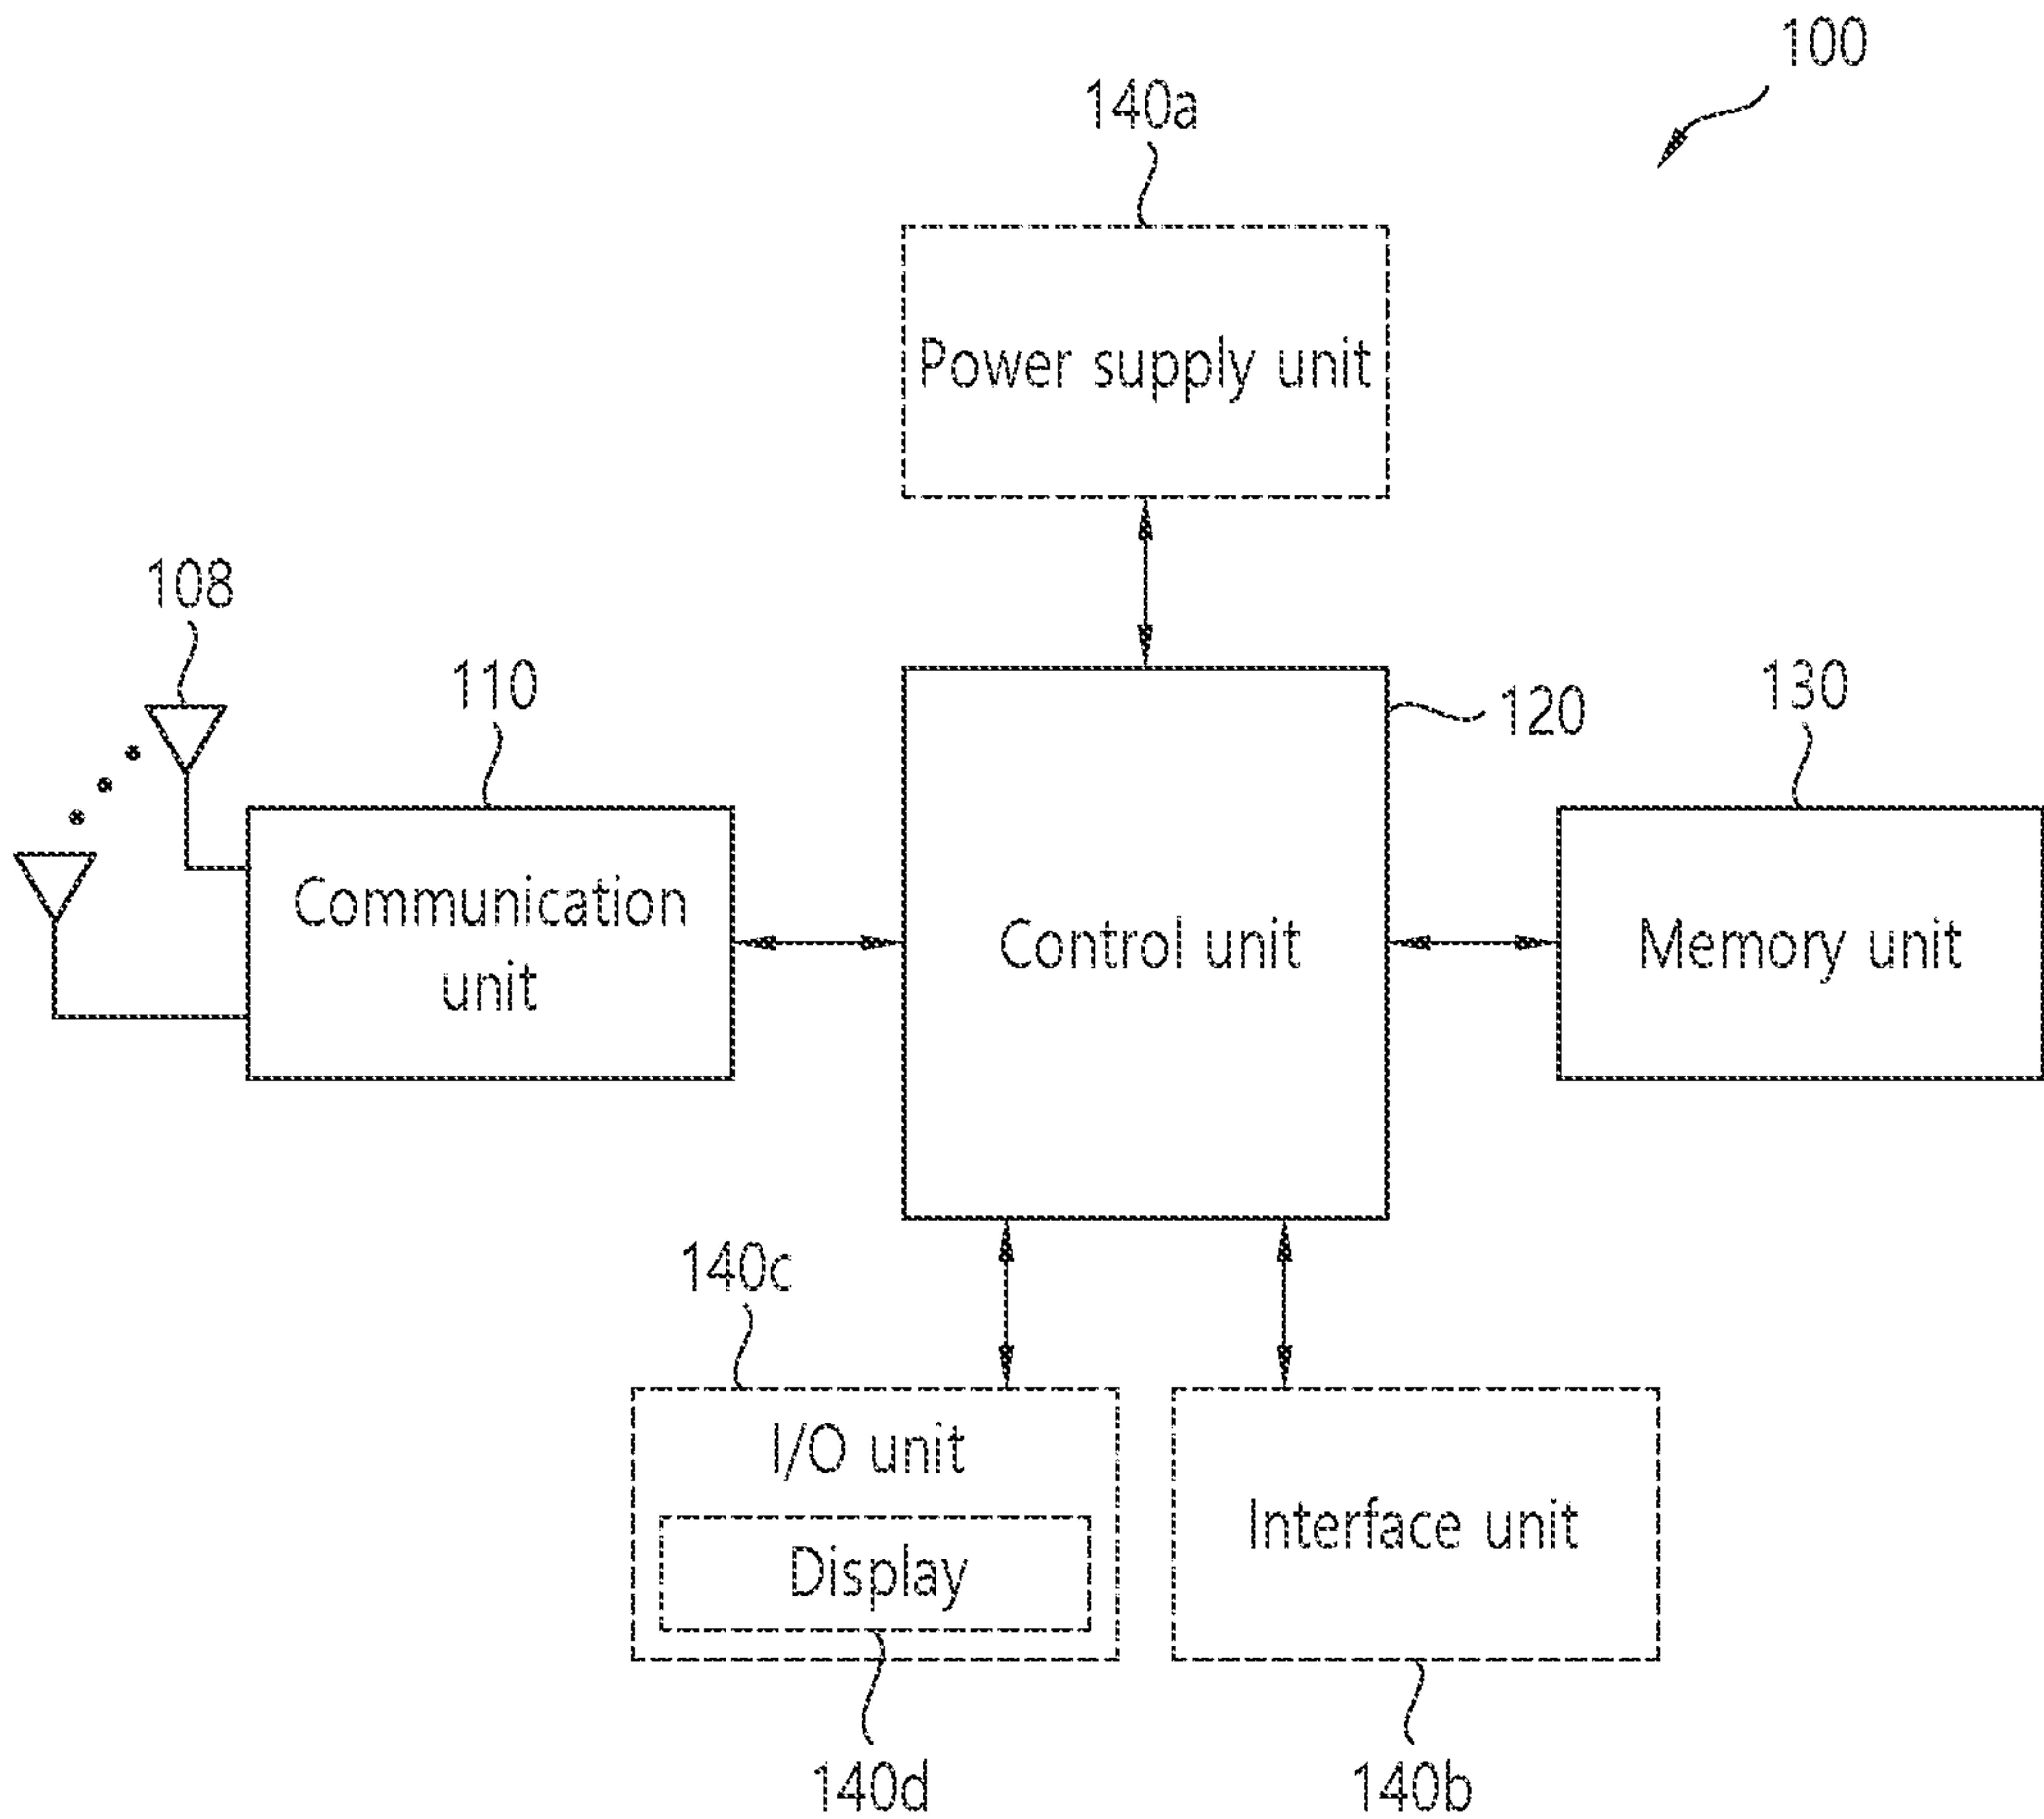 100
140a
Power supply unit
108
110
120
130
Communication
unit
Control unit
Memory unit
140c
I/O unit
Display
Interface unit
140d
140b